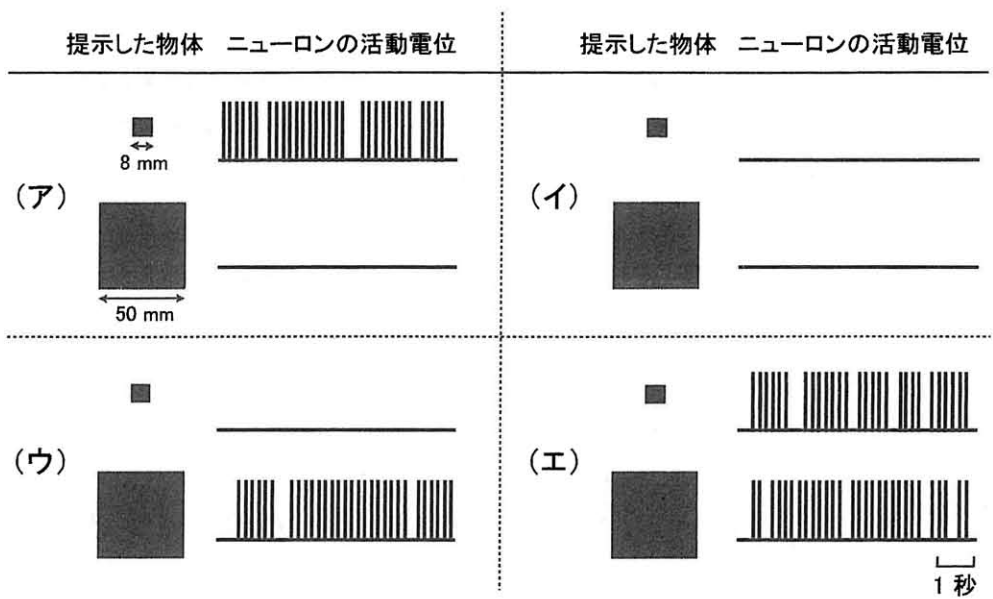 提示した物体 ニューロンの活動電位
提示した物体 ニューロンの活動電位
(ア)
8 mm
50 mm
(イ)
(ウ)
(エ)
1 秒